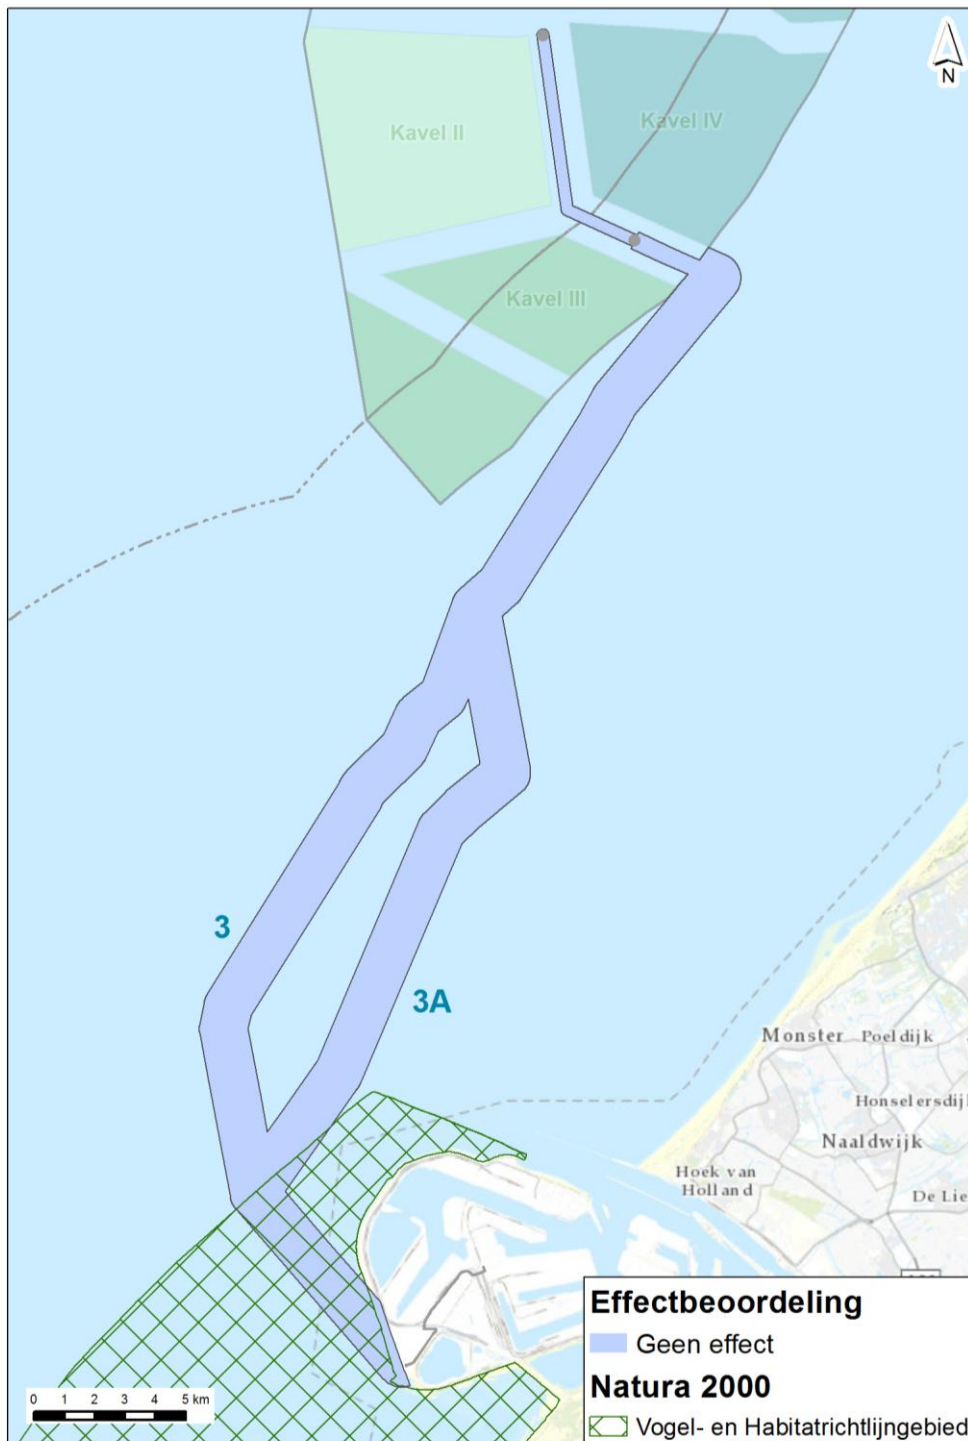 N
Kavel II
Kavel IV
Kavel III
3
3A
Monster
Poeldijk
Honselersdij
Naaldwijk
Hoek van
Holland
De Lie
Effectbeoordeling
Geen effect
Natura 2000
Vogel- en Habitatrichtlijngebied
0 1 2 3 4 5 km